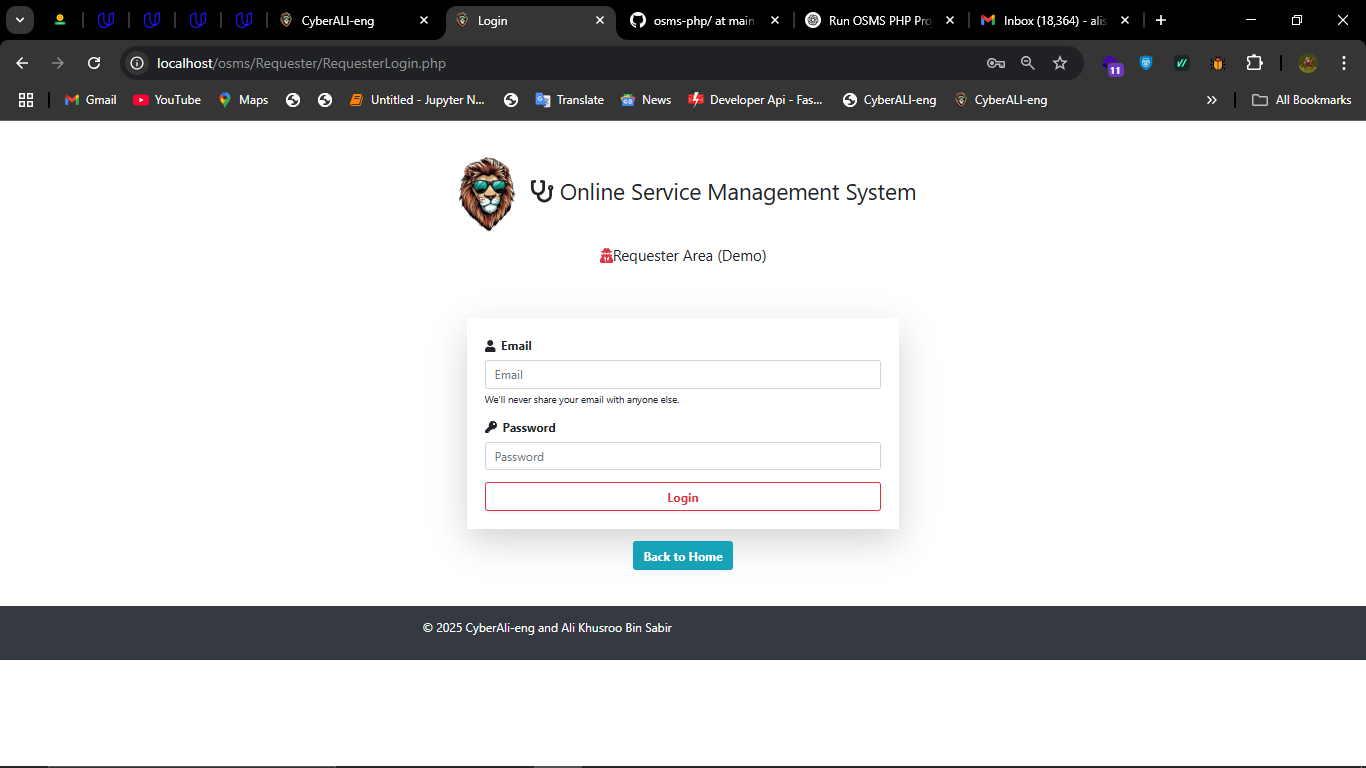 CyberALI-eng
Login
osms-php/ at main
Run OSMS PHP Pro
Inbox (18,364) - alis
localhost/osms/Requester/RequesterLogin.php
11
Gmail
YouTube
Maps
Untitled - Jupyter N...
Translate
News
Developer Api - Fas...
CyberALI-eng
CyberALI-eng
All Bookmarks
Online Service Management System
Requester Area (Demo)
Email
Email
We'll never share your email with anyone else.
Password
Password
Login
Back to Home
© 2025 CyberAli-eng and Ali Khusroo Bin Sabir